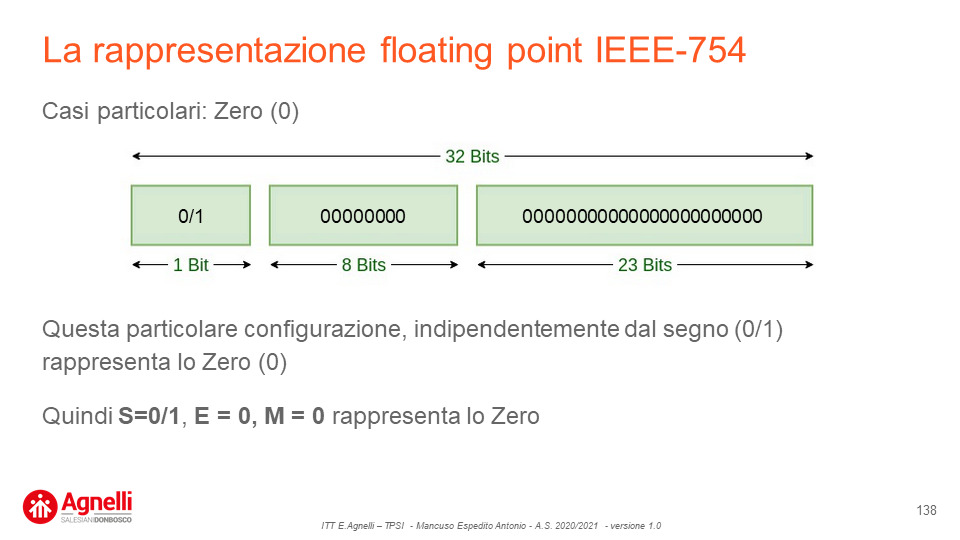 La rappresentazione floating point IEEE-754
Casi particolari: Zero (0)
32 Bits
0/1 00000000 00000000000000000000000
1 Bit 8 Bits 23 Bits
Questa particolare configurazione, indipendentemente dal segno (0/1)
rappresenta lo Zero (0)
Quindi S=0/1, E = 0, M = 0 rappresenta lo Zero
Agnelli
SALESIANI DONBOSCO
ITT E.Agnelli – TPSI - Mancuso Espedito Antonio - A.S. 2020/2021 - versione 1.0
138